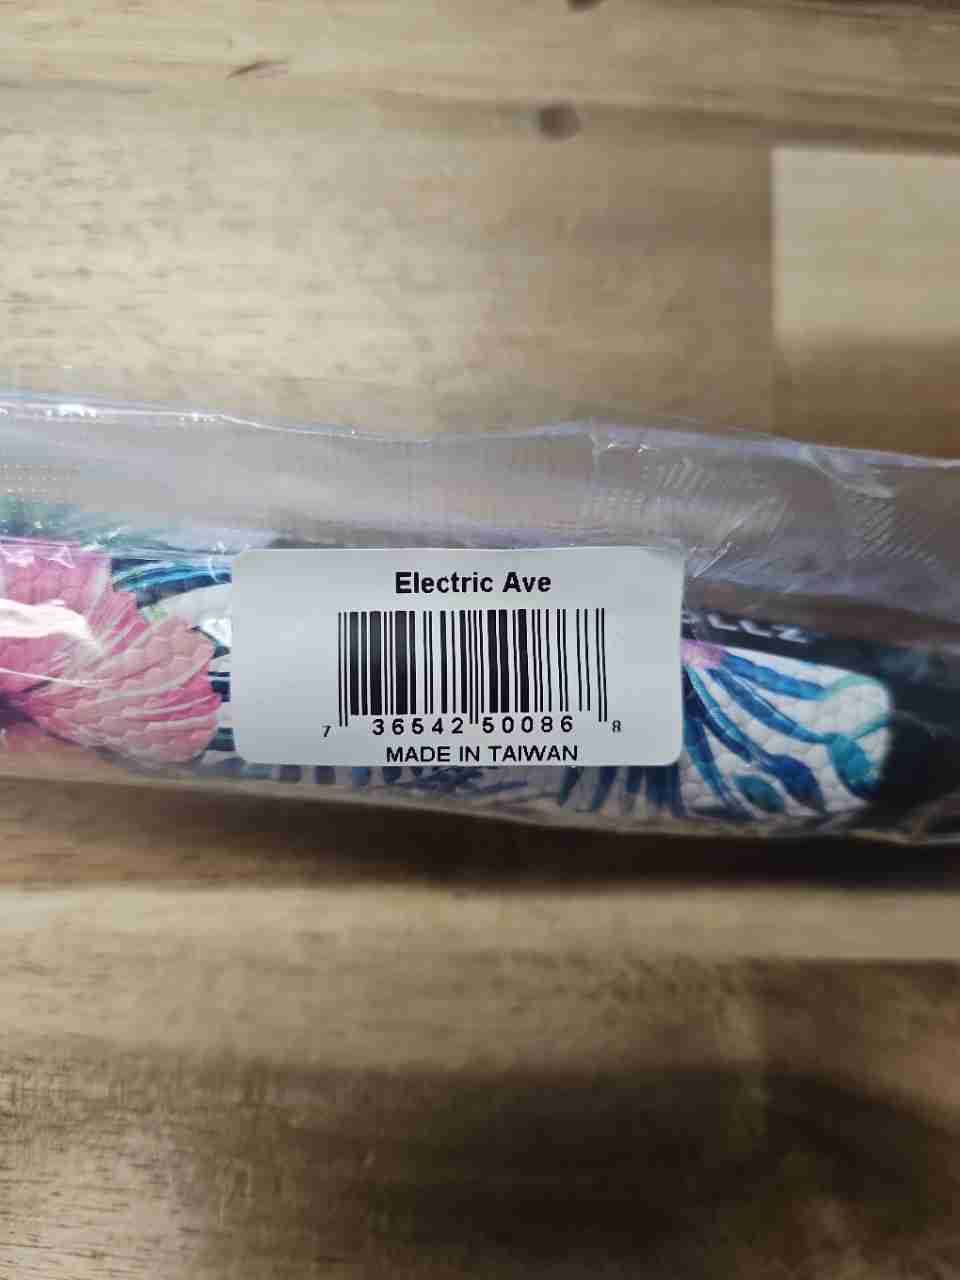 Electric Ave
7 36542 50086 8
MADE IN TAIWAN